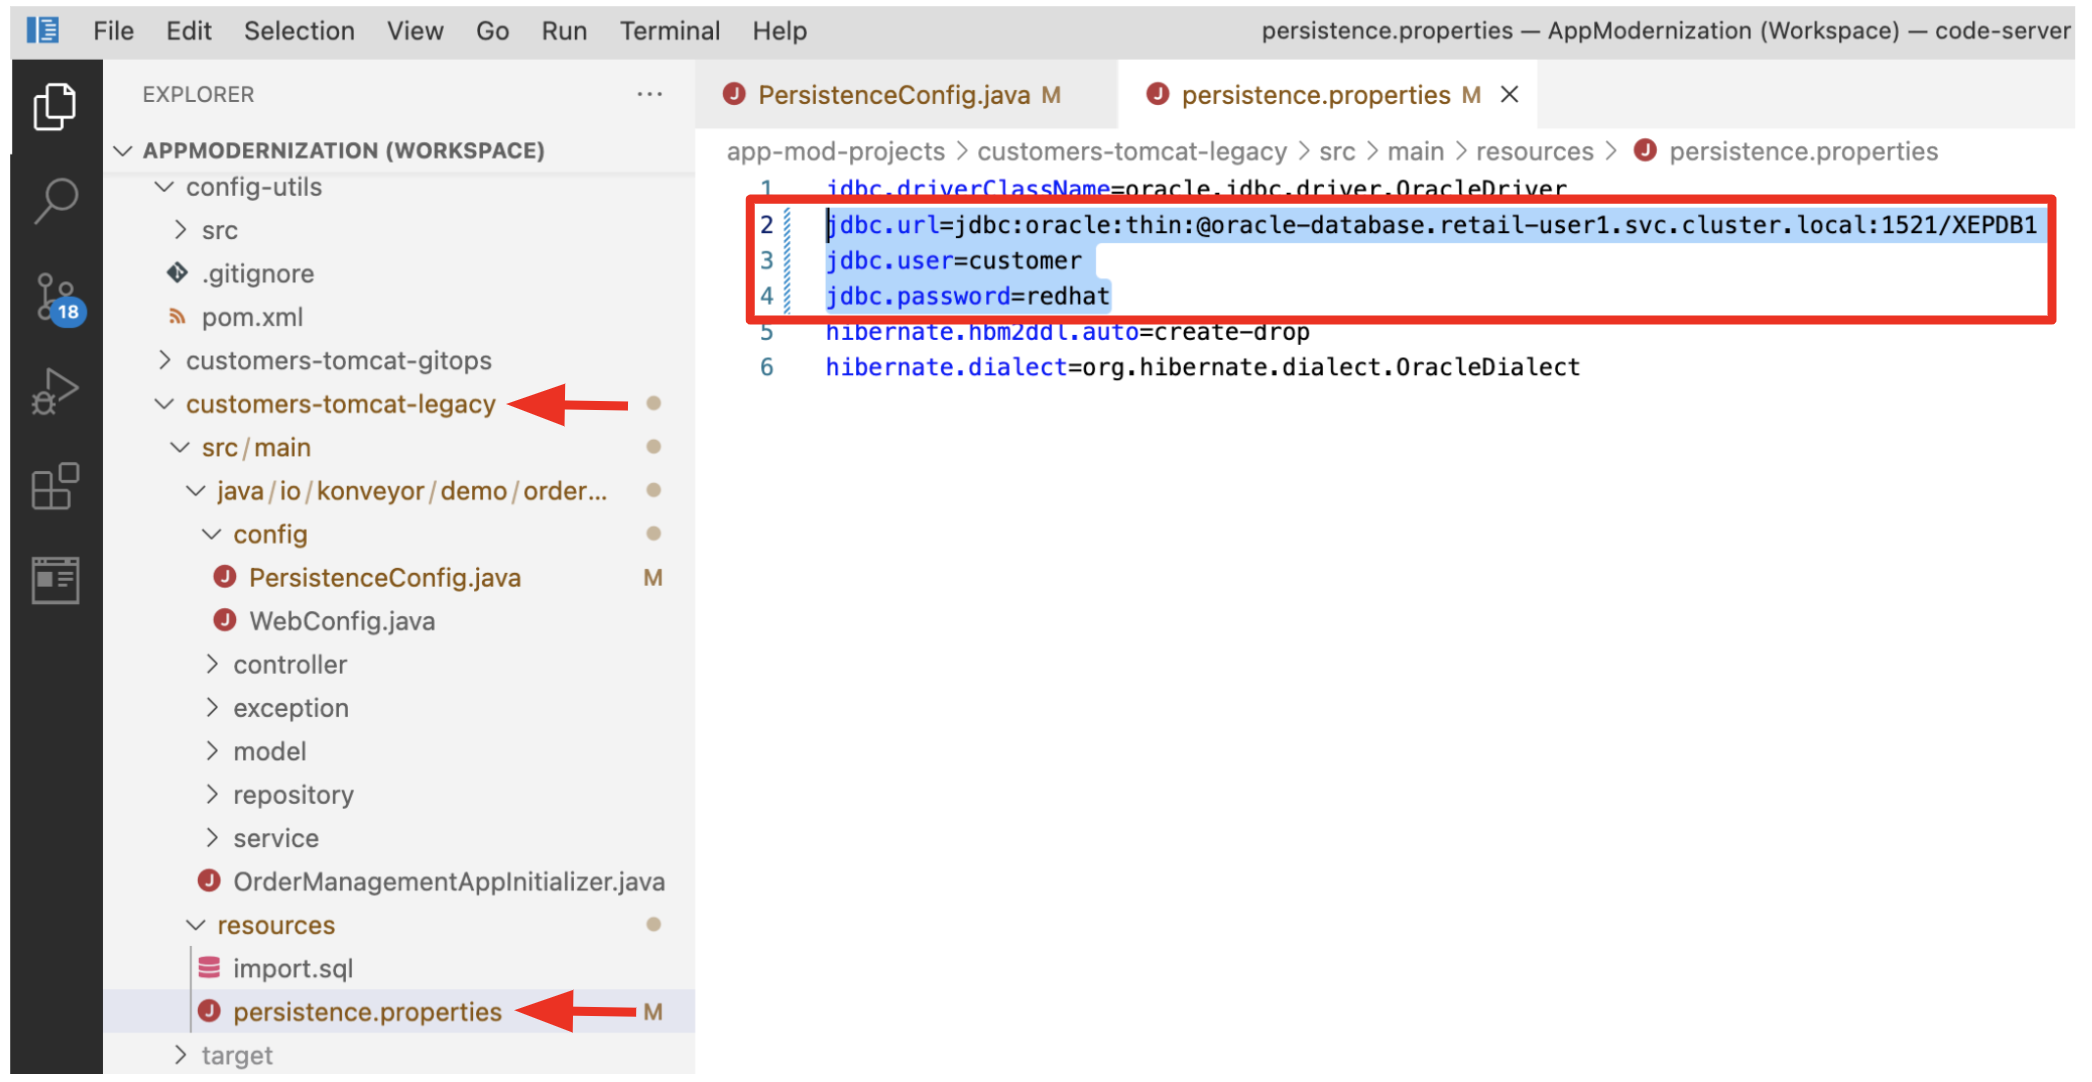 File Edit Selection View Go Run Terminal Help persistence.properties — AppModernization (Workspace) — code-server
EXPLORER ...
APPMODERNIZATION (WORKSPACE)
config-utils
src
.gitignore
18
pom.xml
customers-tomcat-gitops
customers-tomcat-legacy
src/main
java/io/konveyor/demo/order...
config
J PersistenceConfig.java M
J WebConfig.java
controller
exception
model
repository
service
J OrderManagementAppInitializer.java
resources
import.sql
J persistence.properties M
target
J PersistenceConfig.java M J persistence.properties M
app-mod-projects > customers-tomcat-legacy > src > main > resources > J persistence.properties
1 jdbc.driverClassName=oracle.jdbc.driver.OracleDriver
2 jdbc.url=jdbc:oracle:thin:@oracle-database.retail-user1.svc.cluster.local:1521/XEPDB1
3 jdbc.user=customer
4 jdbc.password=redhat
5 hibernate.hbm2ddl.auto=create-drop
6 hibernate.dialect=org.hibernate.dialect.OracleDialect